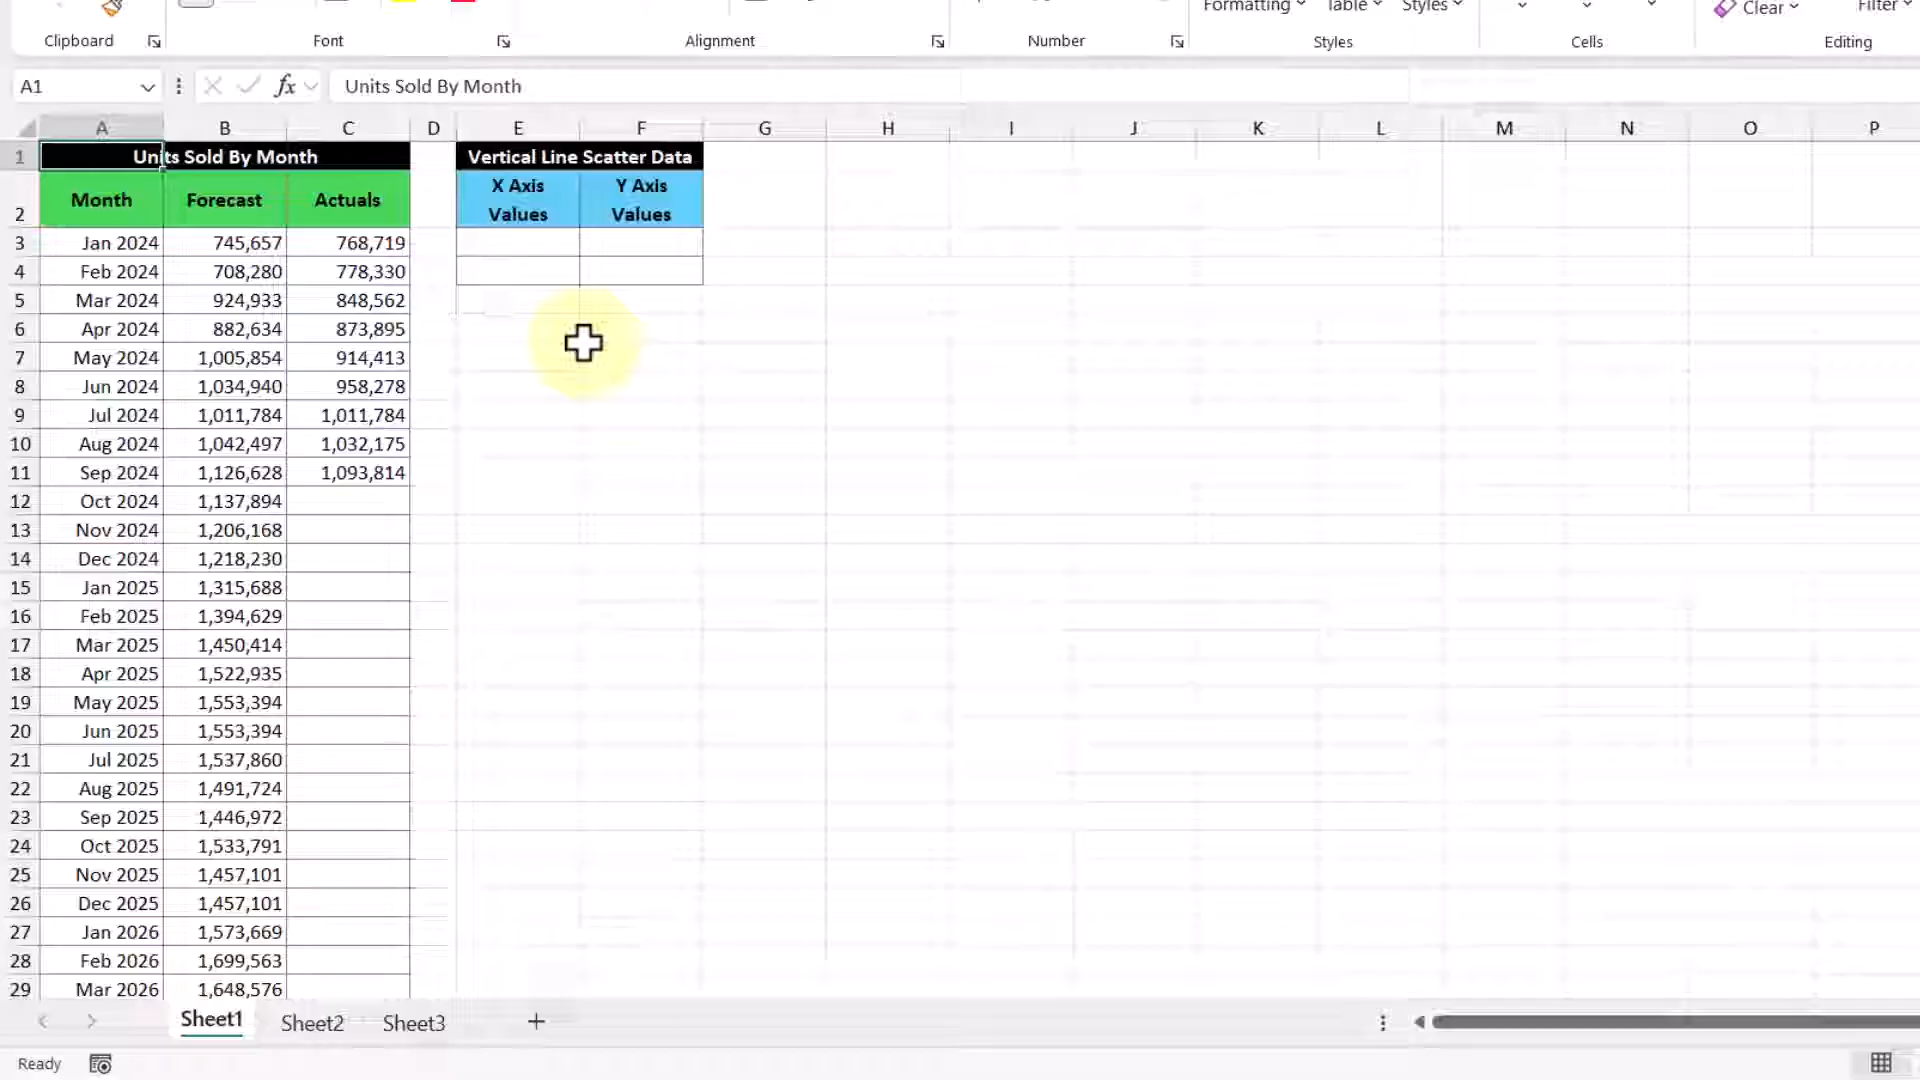 Formatting Table Styles Clear Filter
Clipboard Font Alignment Number Styles Cells Editing
A1 fx Units Sold By Month
A B C D E F G H I J K L M N O P
1 Units Sold By Month Vertical Line Scatter Data
2 Month Forecast Actuals X Axis Values Y Axis Values
3 Jan 2024 745,657 768,719
4 Feb 2024 708,280 778,330
5 Mar 2024 924,933 848,562
6 Apr 2024 882,634 873,895
7 May 2024 1,005,854 914,413
8 Jun 2024 1,034,940 958,278
9 Jul 2024 1,011,784 1,011,784
10 Aug 2024 1,042,497 1,032,175
11 Sep 2024 1,126,628 1,093,814
12 Oct 2024 1,137,894
13 Nov 2024 1,206,168
14 Dec 2024 1,218,230
15 Jan 2025 1,315,688
16 Feb 2025 1,394,629
17 Mar 2025 1,450,414
18 Apr 2025 1,522,935
19 May 2025 1,553,394
20 Jun 2025 1,553,394
21 Jul 2025 1,537,860
22 Aug 2025 1,491,724
23 Sep 2025 1,446,972
24 Oct 2025 1,533,791
25 Nov 2025 1,457,101
26 Dec 2025 1,457,101
27 Jan 2026 1,573,669
28 Feb 2026 1,699,563
29 Mar 2026 1,648,576
Sheet1 Sheet2 Sheet3
Ready